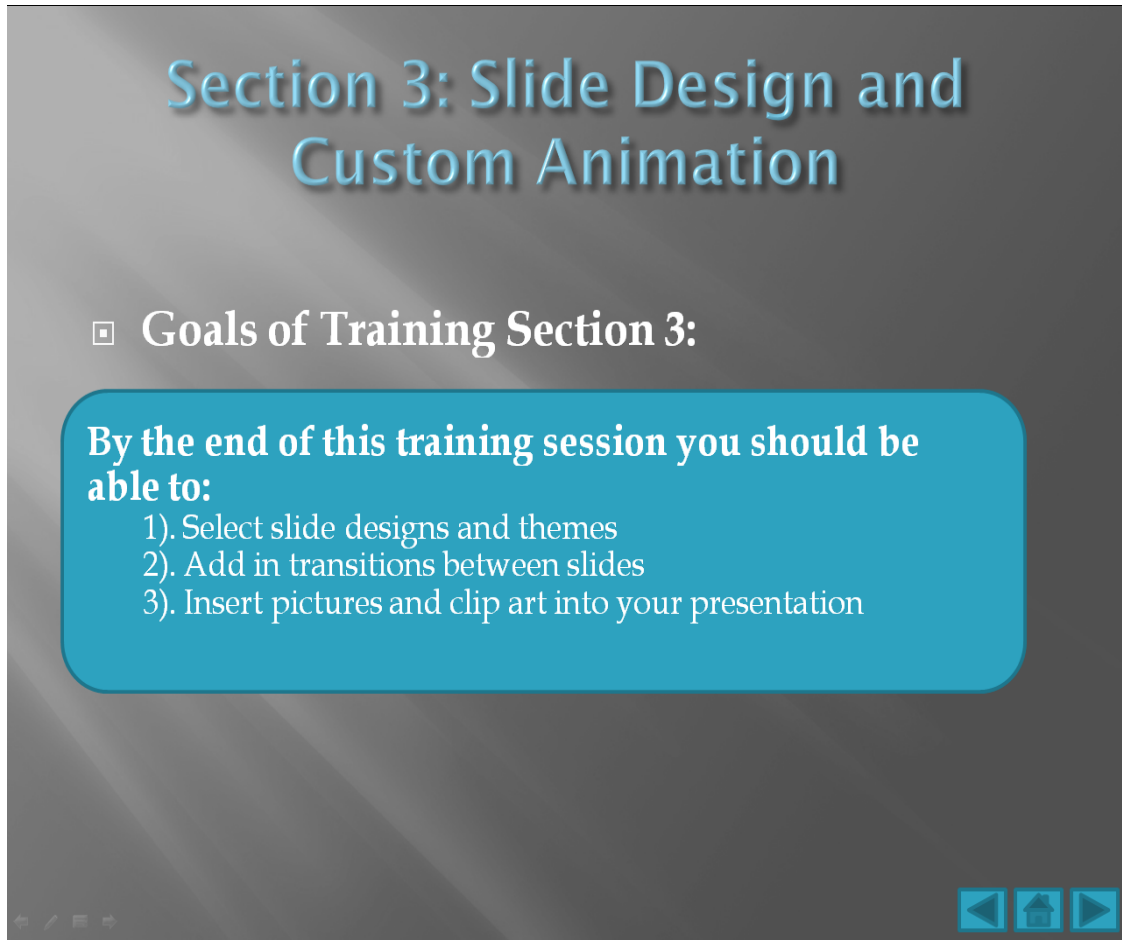 Section 3: Slide Design and
Custom Animation
Goals of Training Section 3:
By the end of this training session you should be
able to:
1). Select slide designs and themes
2). Add in transitions between slides
3). Insert pictures and clip art into your presentation